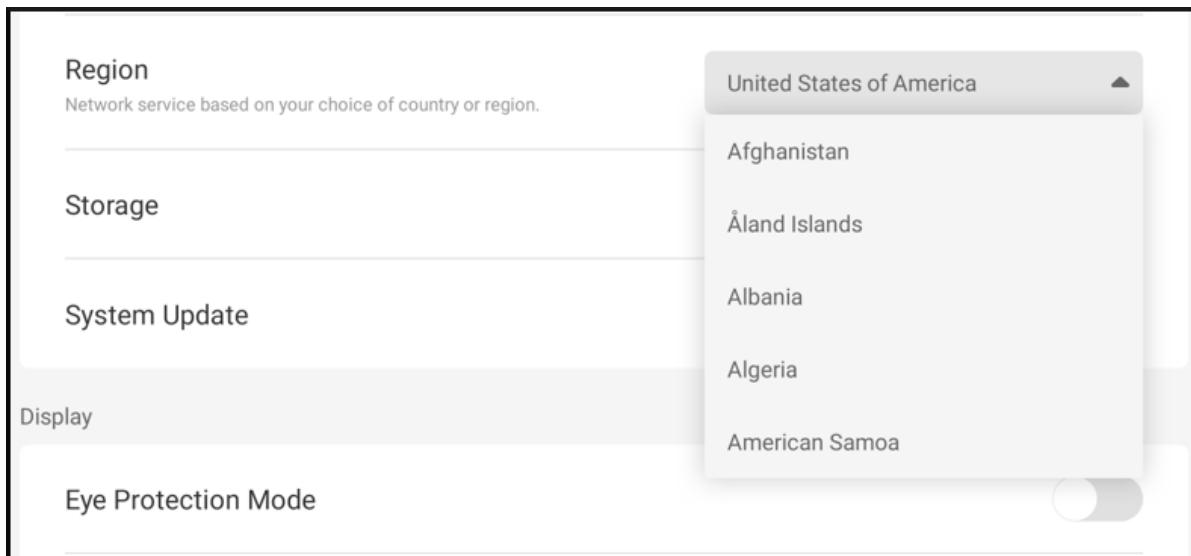 Region
Network service based on your choice of country or region.
United States of America
Afghanistan
Åland Islands
Albania
Algeria
American Samoa
Storage
System Update
Display
Eye Protection Mode